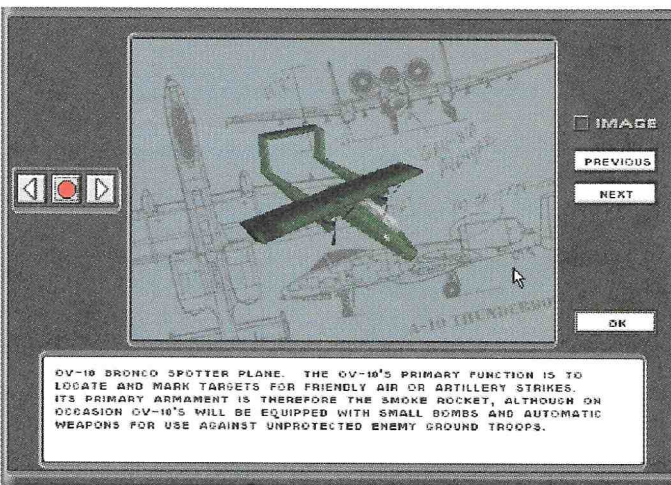 IMAGE
PREVIOUS
NEXT
A-10 THUNDERBO
OK
OV-10 BRONCO SPOTTER PLANE. THE OV-10'S PRIMARY FUNCTION IS TO
LOCATE AND MARK TARGETS FOR FRIENDLY AIR OR ARTILLERY STRIKES.
ITS PRIMARY ARMAMENT IS THEREFORE THE SMOKE ROCKET, ALTHOUGH ON
OCCASION OV-10'S WILL BE EQUIPPED WITH SMALL BOMBS AND AUTOMATIC
WEAPONS FOR USE AGAINST UNPROTECTED ENEMY GROUND TROOPS.